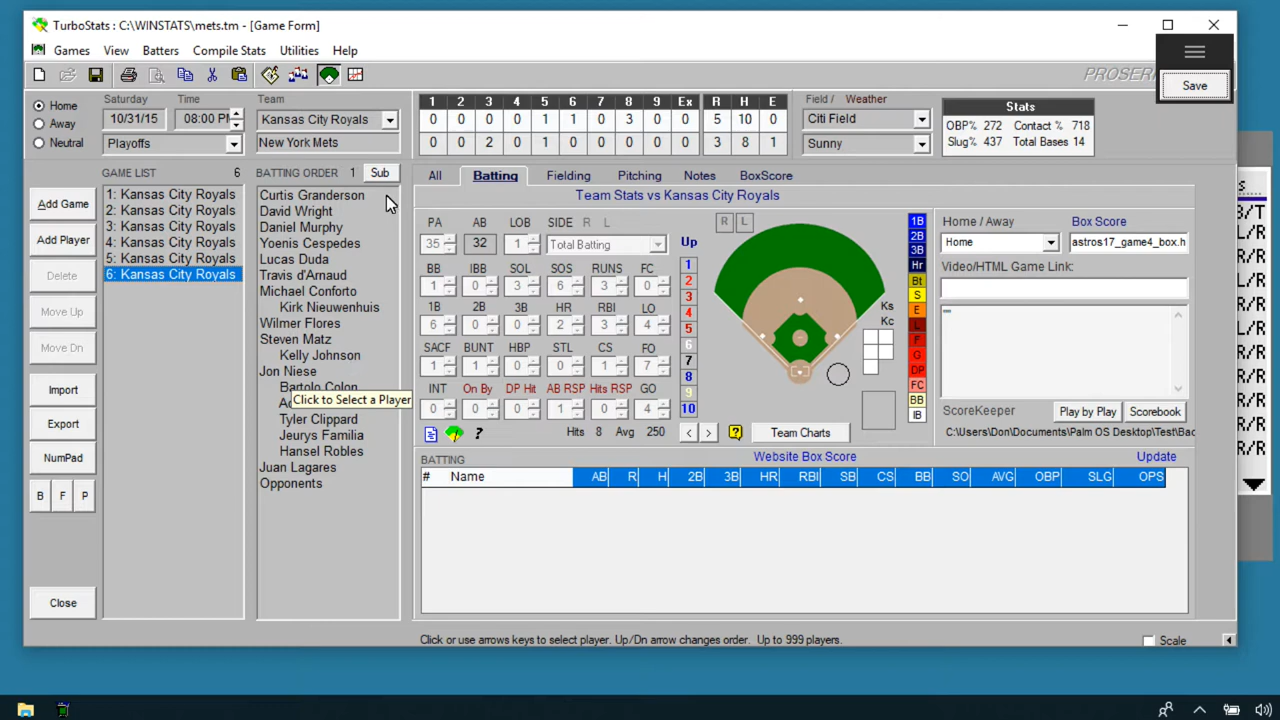 TurboStats : C:\WINSTATS\mets.tm - [Game Form]
Games View Batters Compile Stats Utilities Help
Save
Home
Away
Neutral
Saturday Time Team
10/31/15 08:00 PM Kansas City Royals
Playoffs New York Mets
1 2 3 4 5 6 7 8 9 Ex R H E
0 0 0 0 1 1 0 3 0 0 5 10 0
0 0 2 0 1 0 0 0 0 0 3 8 1
Field / Weather
Citi Field
Sunny
Stats
OBP% 272 Contact % 718
Slug% 437 Total Bases 14
GAME LIST 6
1: Kansas City Royals
2: Kansas City Royals
3: Kansas City Royals
4: Kansas City Royals
5: Kansas City Royals
6: Kansas City Royals
BATTING ORDER 1 Sub
Curtis Granderson
David Wright
Daniel Murphy
Yoenis Cespedes
Lucas Duda
Travis d'Arnaud
Michael Conforto
Kirk Nieuwenhuis
Wilmer Flores
Steven Matz
Kelly Johnson
Jon Niese
Bartolo Colon
Click to Select a Player
Tyler Clippard
Jeurys Familia
Hansel Robles
Juan Lagares
Opponents
Add Game
Add Player
Delete
Move Up
Move Dn
Import
Export
NumPad
B F P
Close
All Batting Fielding Pitching Notes BoxScore
Team Stats vs Kansas City Royals
PA AB LOB SIDE R L
35 32 1 Total Batting
BB IBB SOL SOS RUNS FC
1 0 3 6 3 0
1B 2B 3B HR RBI LO
6 0 0 2 3 4
SACF BUNT HBP STL CS FO
1 1 0 0 1 7
INT On By DP Hit AB RSP Hits RSP GO
0 0 0 1 0 4
? Hits 8 Avg 250
Up
1
2
3
4
5
6
7
8
9
10
< > ? Team Charts
R L
Ks
Kc
1B
2B
3B
Hr
Bt
S
E
L
F
G
DP
FC
BB
IB
Home / Away Box Score
Home astros17_game4_box.h
Video/HTML Game Link:
ScoreKeeper Play by Play Scorebook
C:\Users\Don\Documents\Palm OS Desktop\Test\Bac
BATTING Website Box Score Update
# Name AB R H 2B 3B HR RBI SB CS BB SO AVG OBP SLG OPS
Click or use arrows keys to select player. Up/Dn arrow changes order. Up to 999 players.
Scale